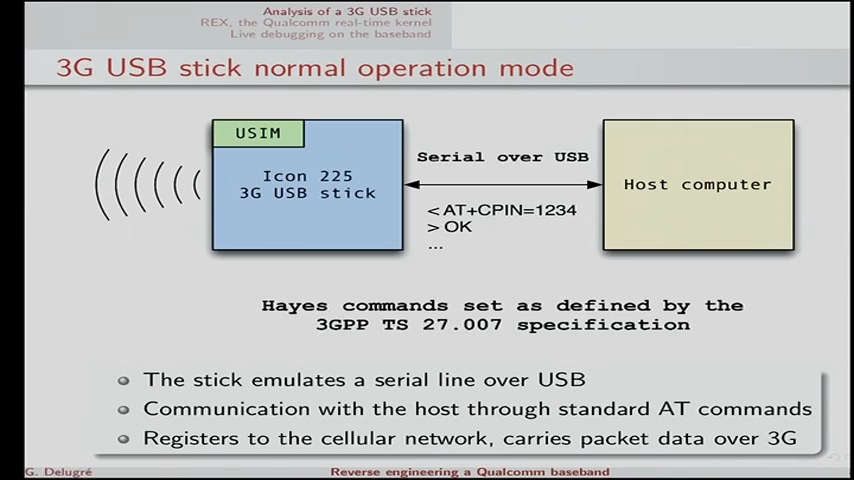 Analysis of a 3G USB stick
REX, the Qualcomm real-time kernel
Live debugging on the baseband
3G USB stick normal operation mode
USIM
Icon 225
3G USB stick
Serial over USB
< AT+CPIN=1234
> OK
...
Host computer
Hayes commands set as defined by the
3GPP TS 27.007 specification
The stick emulates a serial line over USB
Communication with the host through standard AT commands
Registers to the cellular network, carries packet data over 3G
G. Delugré
Reverse engineering a Qualcomm baseband